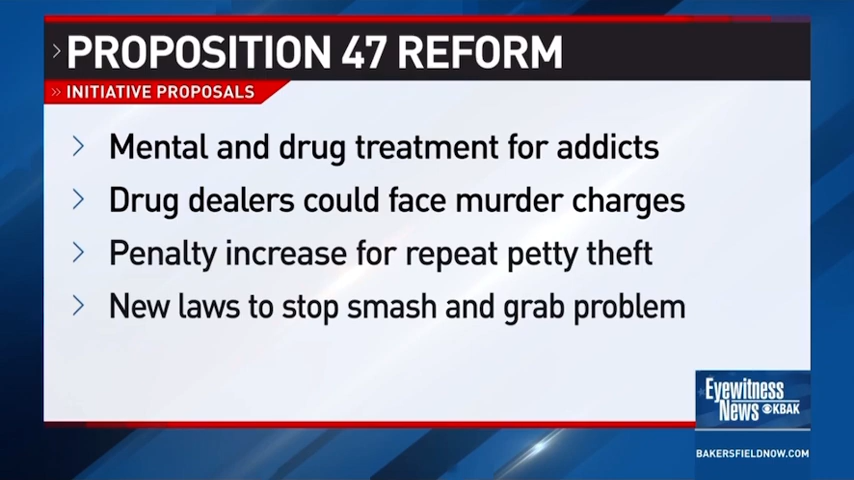 PROPOSITION 47 REFORM
INITIATIVE PROPOSALS
Mental and drug treatment for addicts
Drug dealers could face murder charges
Penalty increase for repeat petty theft
New laws to stop smash and grab problem
Eyewitness
News KBAK
BAKERSFIELDNOW.COM